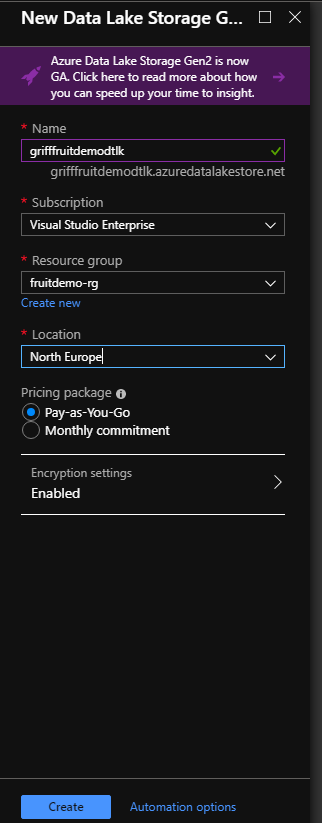 New Data Lake Storage G...
Azure Data Lake Storage Gen2 is now
GA. Click here to read more about how
you can speed up your time to insight.
* Name
grifffruitdemodtlk
grifffruitdemodtlk.azuredatalakestore.net
* Subscription
Visual Studio Enterprise
* Resource group
fruitdemo-rg
Create new
* Location
North Europe
Pricing package
Pay-as-You-Go
Monthly commitment
Encryption settings
Enabled
Create
Automation options